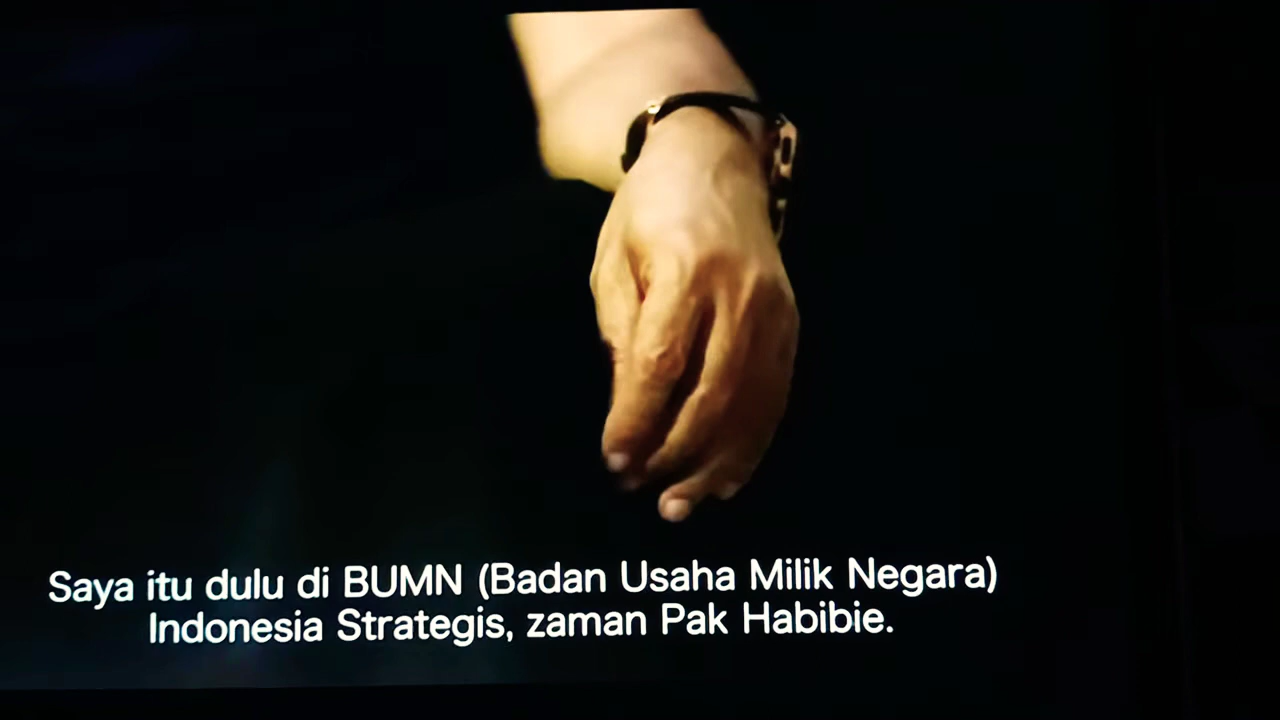 Saya itu dulu di BUMN (Badan Usaha Milik Negara)
Indonesia Strategis, zaman Pak Habibie.